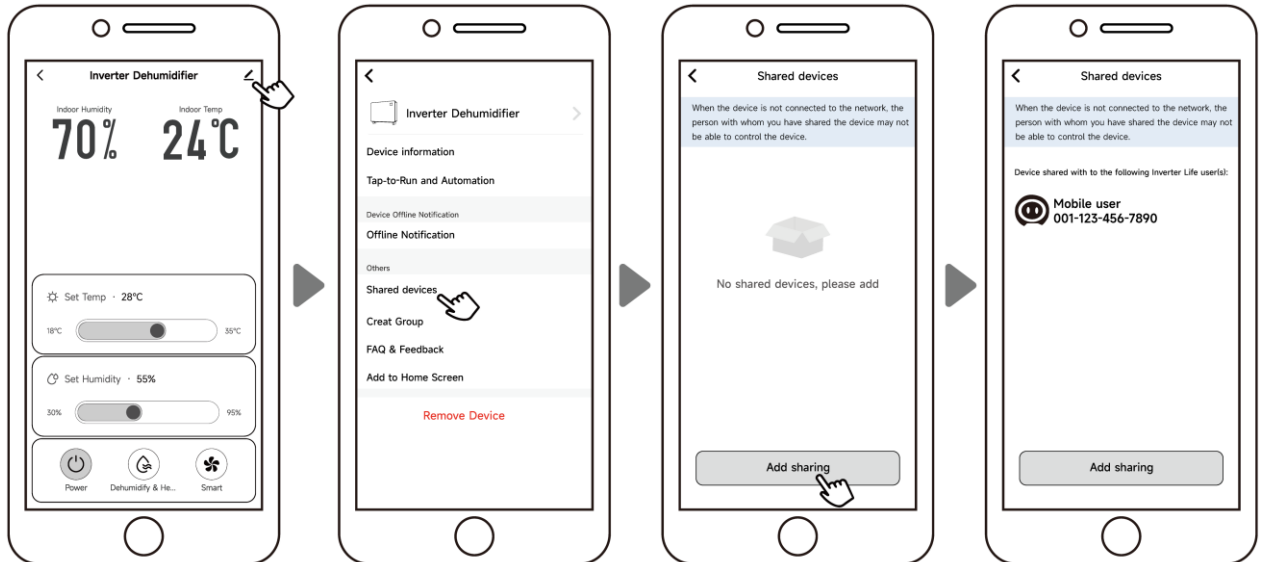 Inverter Dehumidifier
Indoor Humidity
Indoor Temp
70%
24℃
Set Temp · 28℃
18℃
35℃
Set Humidity · 55%
30%
95%
Power
Dehumidify & He...
Smart
Inverter Dehumidifier
Device information
Tap-to-Run and Automation
Device Offline Notification
Offline Notification
Others
Shared devices
Creat Group
FAQ & Feedback
Add to Home Screen
Remove Device
Shared devices
When the device is not connected to the network, the
person with whom you have shared the device may not
be able to control the device.
No shared devices, please add
Add sharing
Shared devices
When the device is not connected to the network, the
person with whom you have shared the device may not
be able to control the device.
Device shared with to the following Inverter Life user(s):
Mobile user
001-123-456-7890
Add sharing